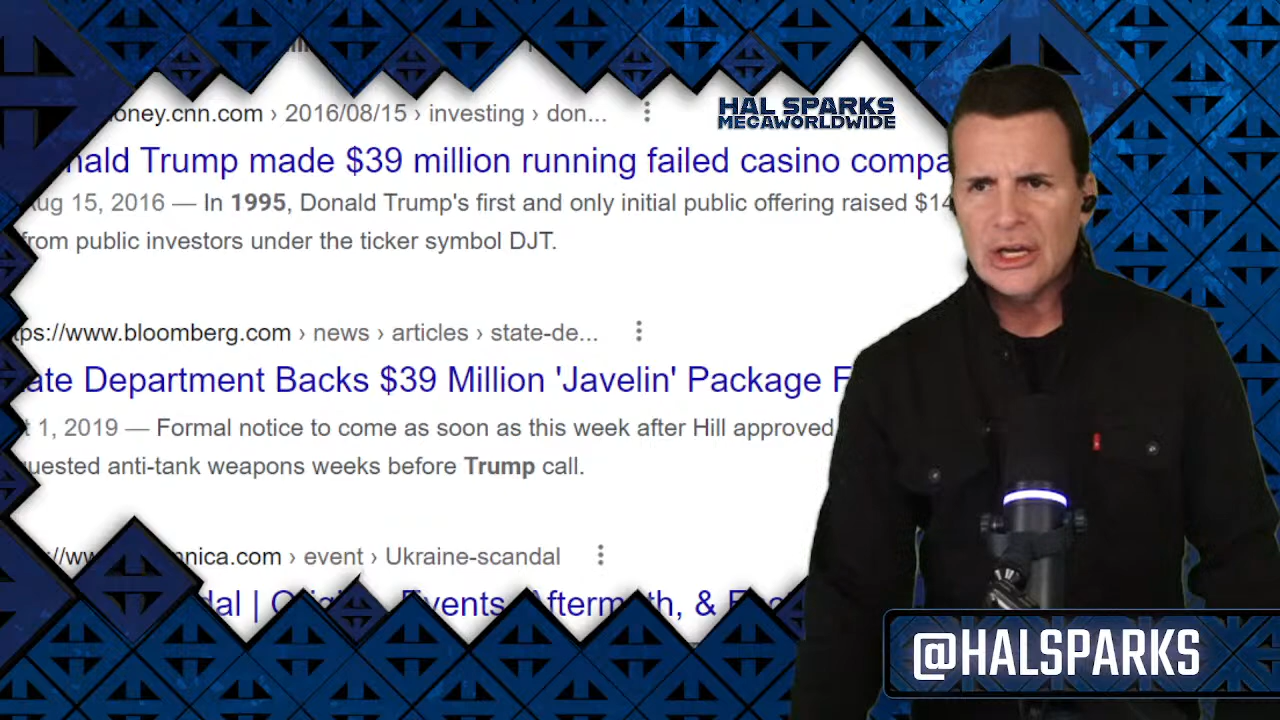 HAL SPARKS
MEGAWORLDWIDE
oney.cnn.com › 2016/08/15 › investing › don...
nald Trump made $39 million running failed casino compa
ug 15, 2016 — In 1995, Donald Trump's first and only initial public offering raised $14
from public investors under the ticker symbol DJT.
ps://www.bloomberg.com › news › articles › state-de...
ate Department Backs $39 Million 'Javelin' Package F
t 1, 2019 — Formal notice to come as soon as this week after Hill approved
uested anti-tank weapons weeks before Trump call.
nica.com › event › Ukraine-scandal
dal | Events, Aftermath, &
@HALSPARKS